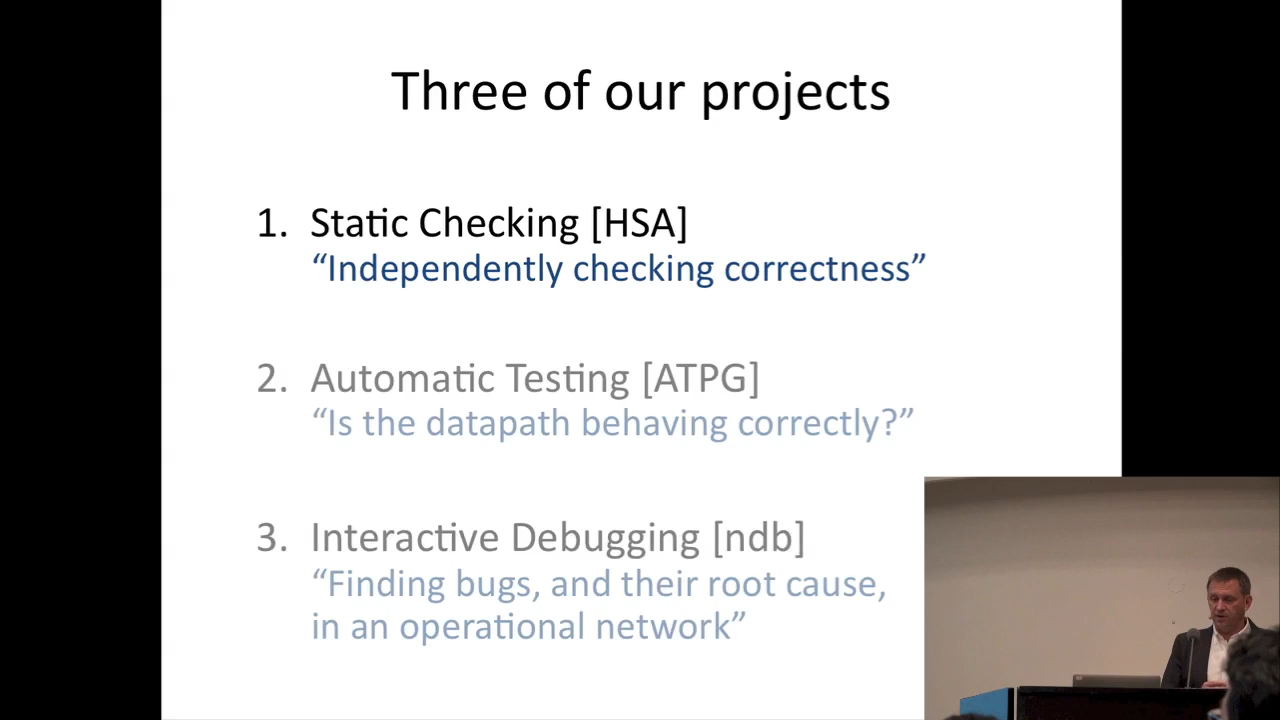 Three of our projects
1. Static Checking [HSA]
“Independently checking correctness”
2. Automatic Testing [ATPG]
“Is the datapath behaving correctly?”
3. Interactive Debugging [ndb]
“Finding bugs, and their root cause,
in an operational network”